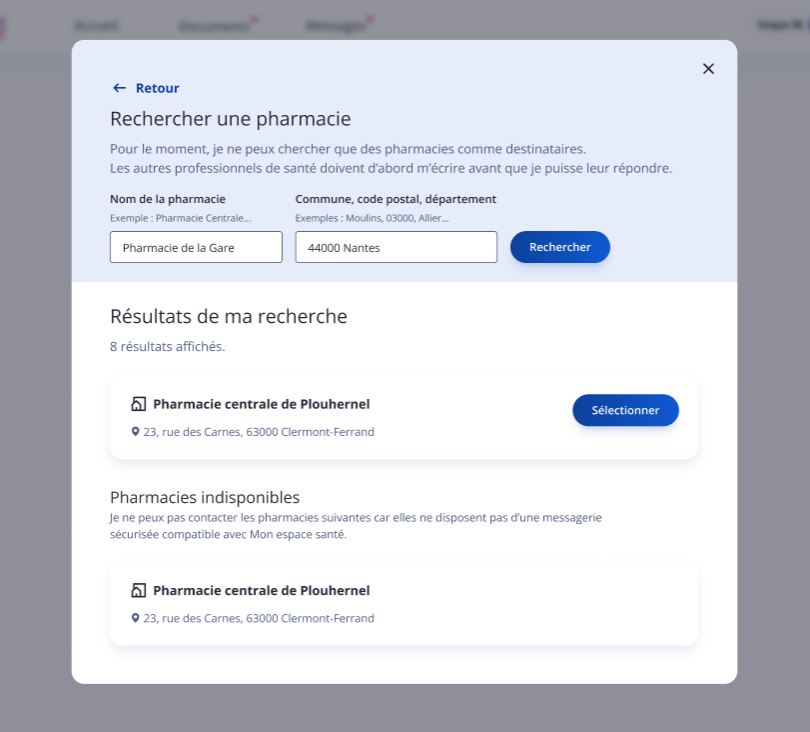 Accueil
Documents
Messages
Retour
Rechercher une pharmacie
Pour le moment, je ne peux chercher que des pharmacies comme destinataires.
Les autres professionnels de santé doivent d'abord m'écrire avant que je puisse leur répondre.
Nom de la pharmacie
Exemple : Pharmacie Centrale...
Pharmacie de la Gare
Commune, code postal, département
Exemples : Moulins, 03000, Allier...
44000 Nantes
Rechercher
Résultats de ma recherche
8 résultats affichés.
Pharmacie centrale de Plouhernel
23, rue des Carnes, 63000 Clermont-Ferrand
Sélectionner
Pharmacies indisponibles
Je ne peux pas contacter les pharmacies suivantes car elles ne disposent pas d'une messagerie
sécurisée compatible avec Mon espace santé.
Pharmacie centrale de Plouhernel
23, rue des Carnes, 63000 Clermont-Ferrand